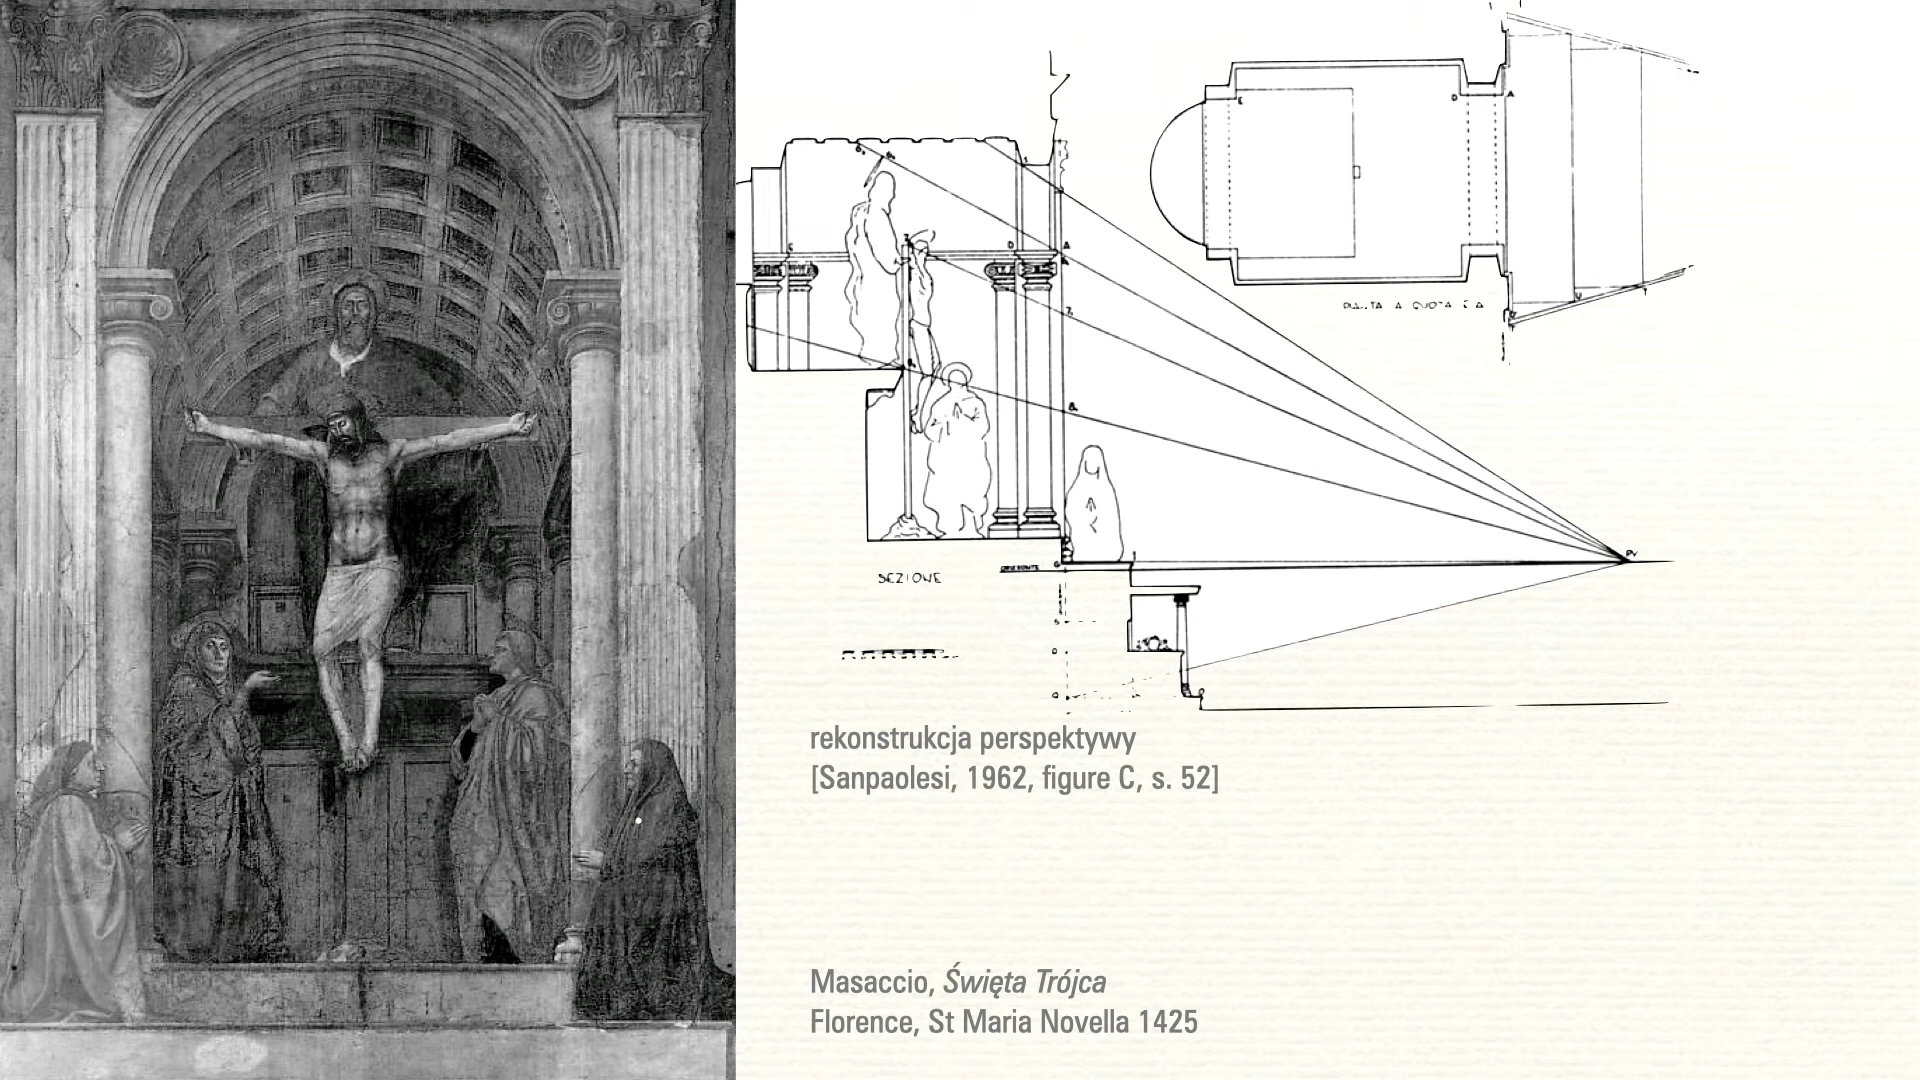 SEZIONE
rekonstrukcja perspektywy
[Sanpaolesi, 1962, figure C, s. 52]
Masaccio, Święta Trójca
Florence, St Maria Novella 1425